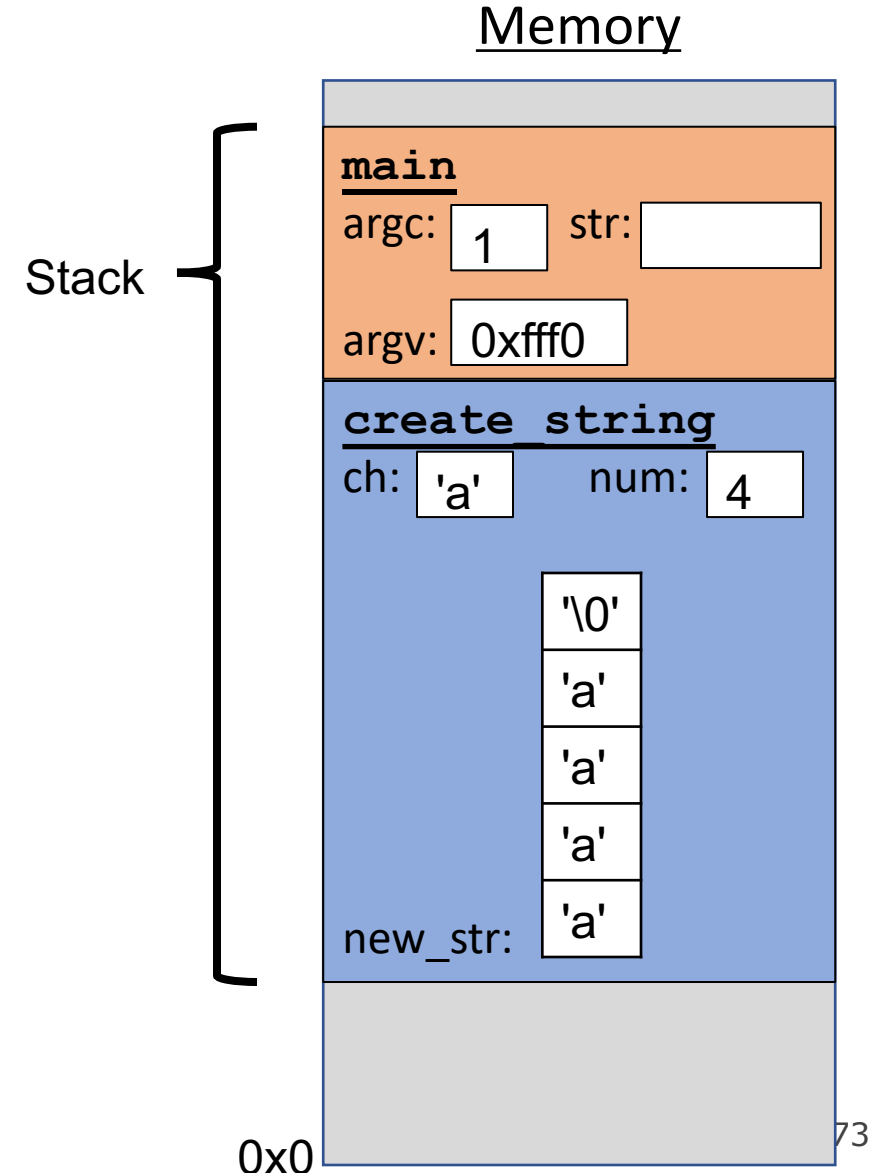 Memory
main
argc: 1 str:
Stack
argv: 0xfff0
create_string
ch: 'a' num: 4
'\0'
'a'
'a'
'a'
new_str: 'a'
73
0x0